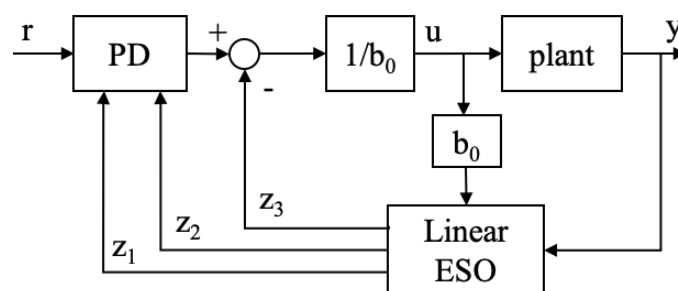 r
PD
+
-
1/b₀
u
plant
y
b₀
z₃
z₂
z₁
Linear
ESO